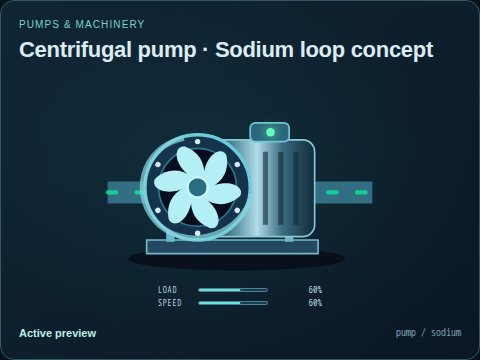 PUMPS & MACHINERY
Centrifugal pump · Sodium loop concept
LOAD 60%
SPEED 60%
Active preview
pump / sodium